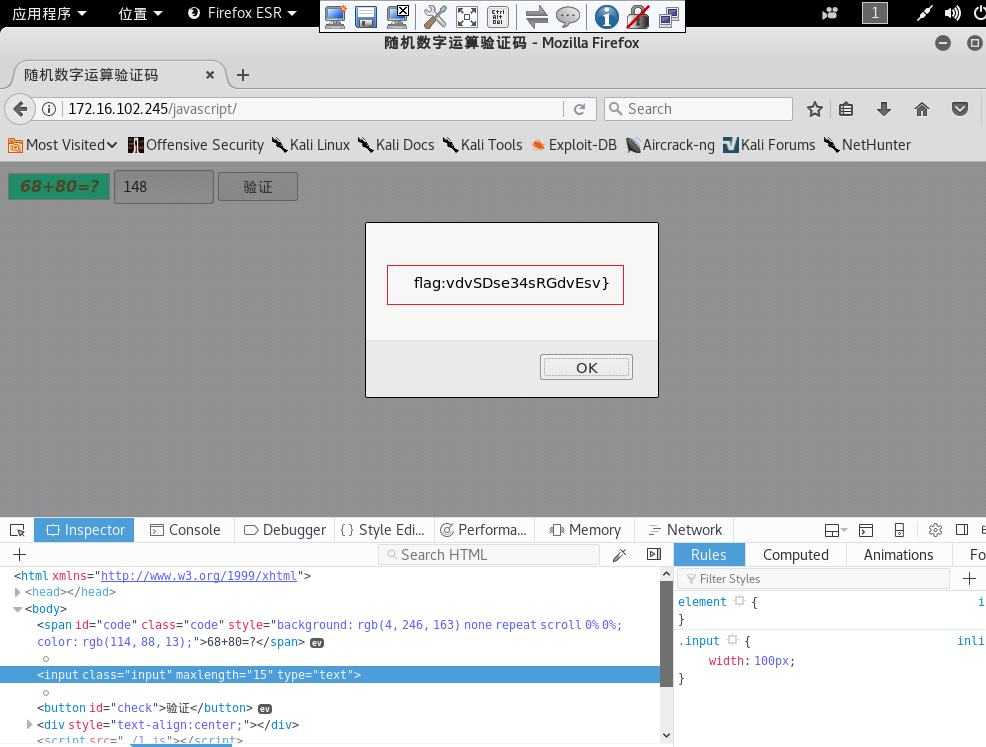 应用程序 位置 Firefox ESR 1
随机数字运算验证码 - Mozilla Firefox
随机数字运算验证码
172.16.102.245/javascript/ Search
Most Visited Offensive Security Kali Linux Kali Docs Kali Tools Exploit-DB Aircrack-ng Kali Forums NetHunter
68+80=? 148 验证
flag:vdvSDse34sRGdvEsv}
OK
Inspector Console Debugger Style Edi... Performa... Memory Network
Search HTML Rules Computed Animations Fo
Filter Styles
<html xmlns="http://www.w3.org/1999/xhtml">
<head></head>
<body>
<span id="code" class="code" style="background: rgb(4, 246, 163) none repeat scroll 0% 0%;
color: rgb(114, 88, 13);">68+80=?</span> ev
<input class="input" maxlength="15" type="text">
<button id="check">验证</button> ev
<div style="text-align:center;"></div>
<script src="./1.js"></script>
element { i
}
.input { inli
width: 100px;
}